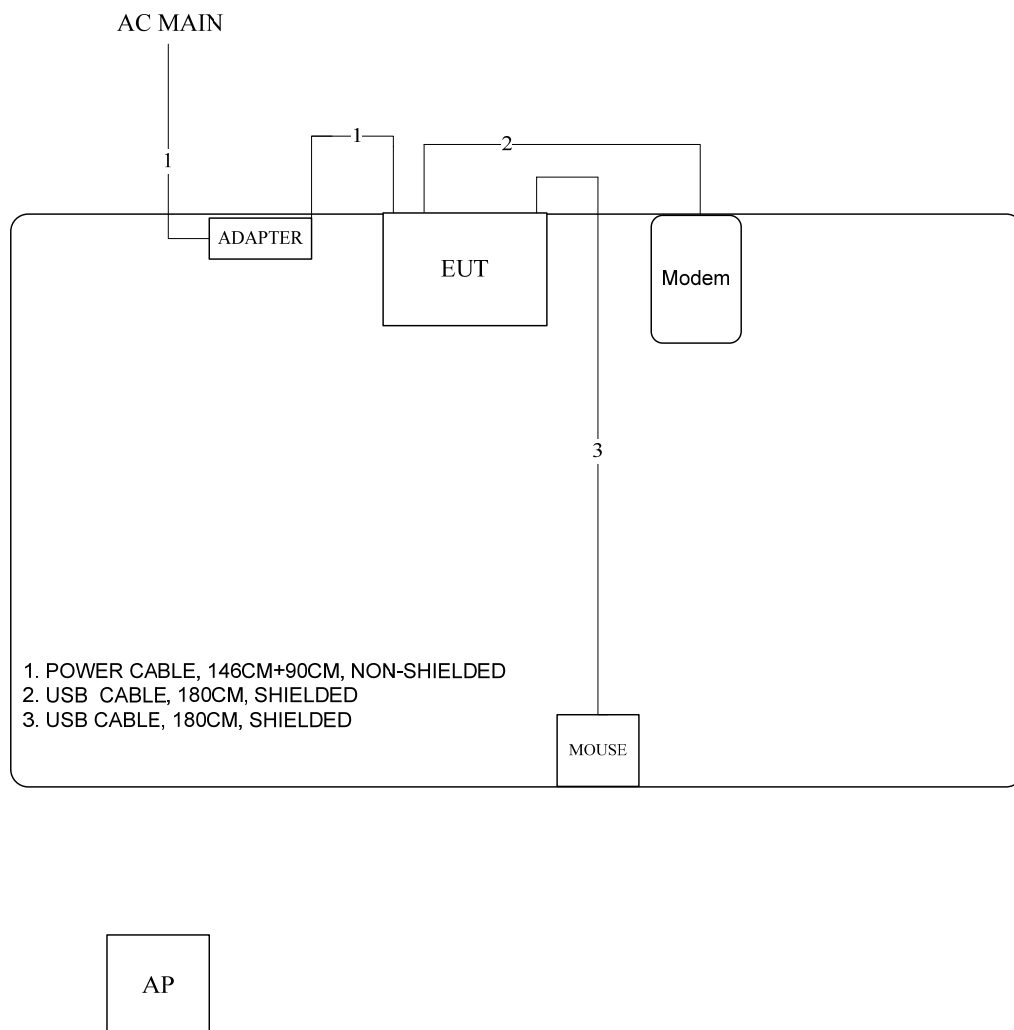 AC MAIN
1
2
1
ADAPTER
EUT
Modem
3
1. POWER CABLE, 146CM+90CM, NON-SHIELDED
2. USB  CABLE, 180CM, SHIELDED
3. USB CABLE, 180CM, SHIELDED
MOUSE
AP